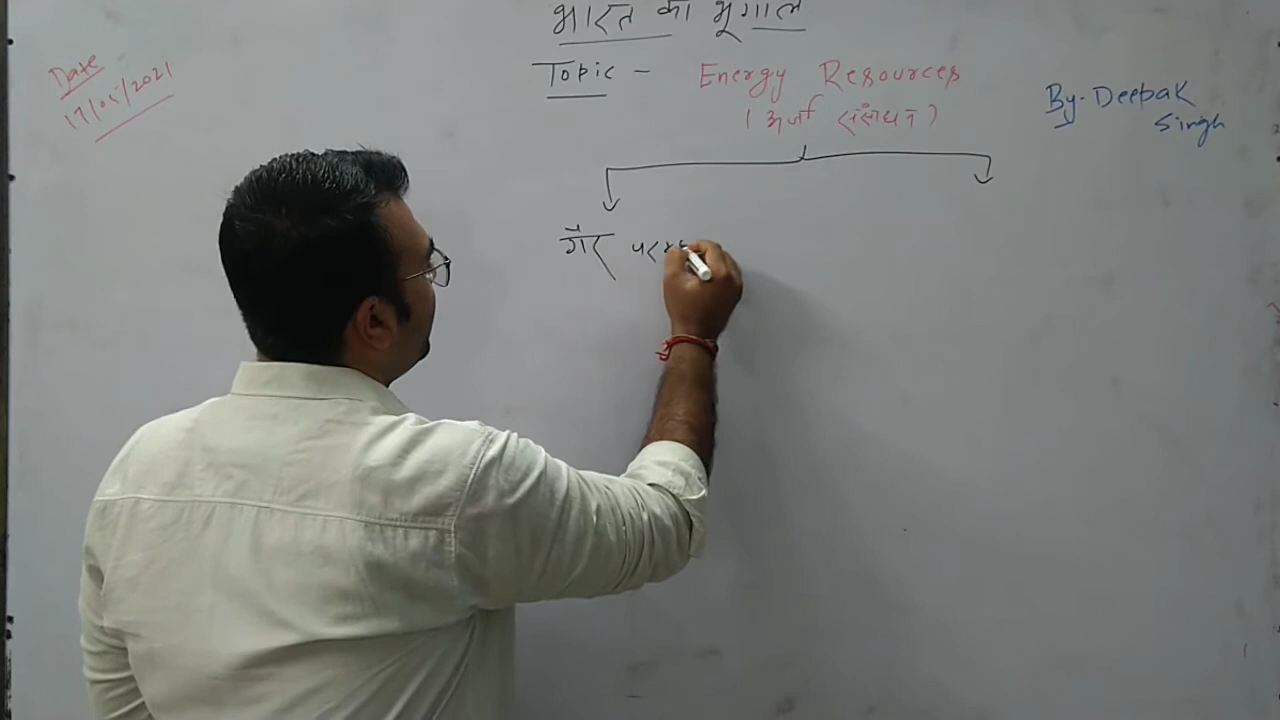 भारत का भूगोल
Date
17/05/2021
Topic - Energy Resources
(ऊर्जा संसाधन)
By-Deepak
Singh
गैर पर